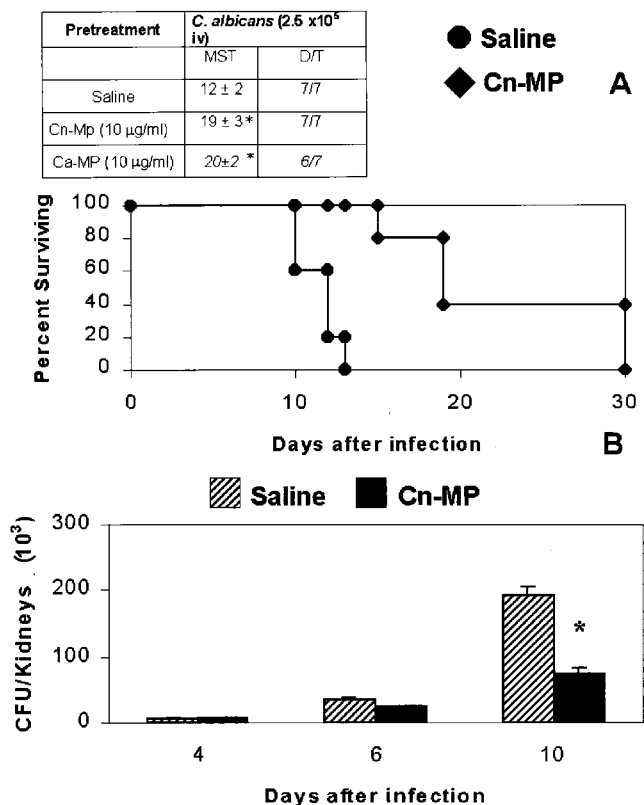 Pretreatment C. albicans (2.5 x10⁵ iv)
MST D/T
Saline 12 ± 2 7/7
Cn-Mp (10 µg/ml) 19 ± 3 * 7/7
Ca-MP (10 µg/ml) 20±2 * 6/7
Saline
Cn-MP
A
Percent Surviving
100
80
60
40
20
0
0 10 20 30
Days after infection
B
Saline Cn-MP
CFU/Kidneys . (10³)
300
200
100
0
*
4 6 10
Days after infection